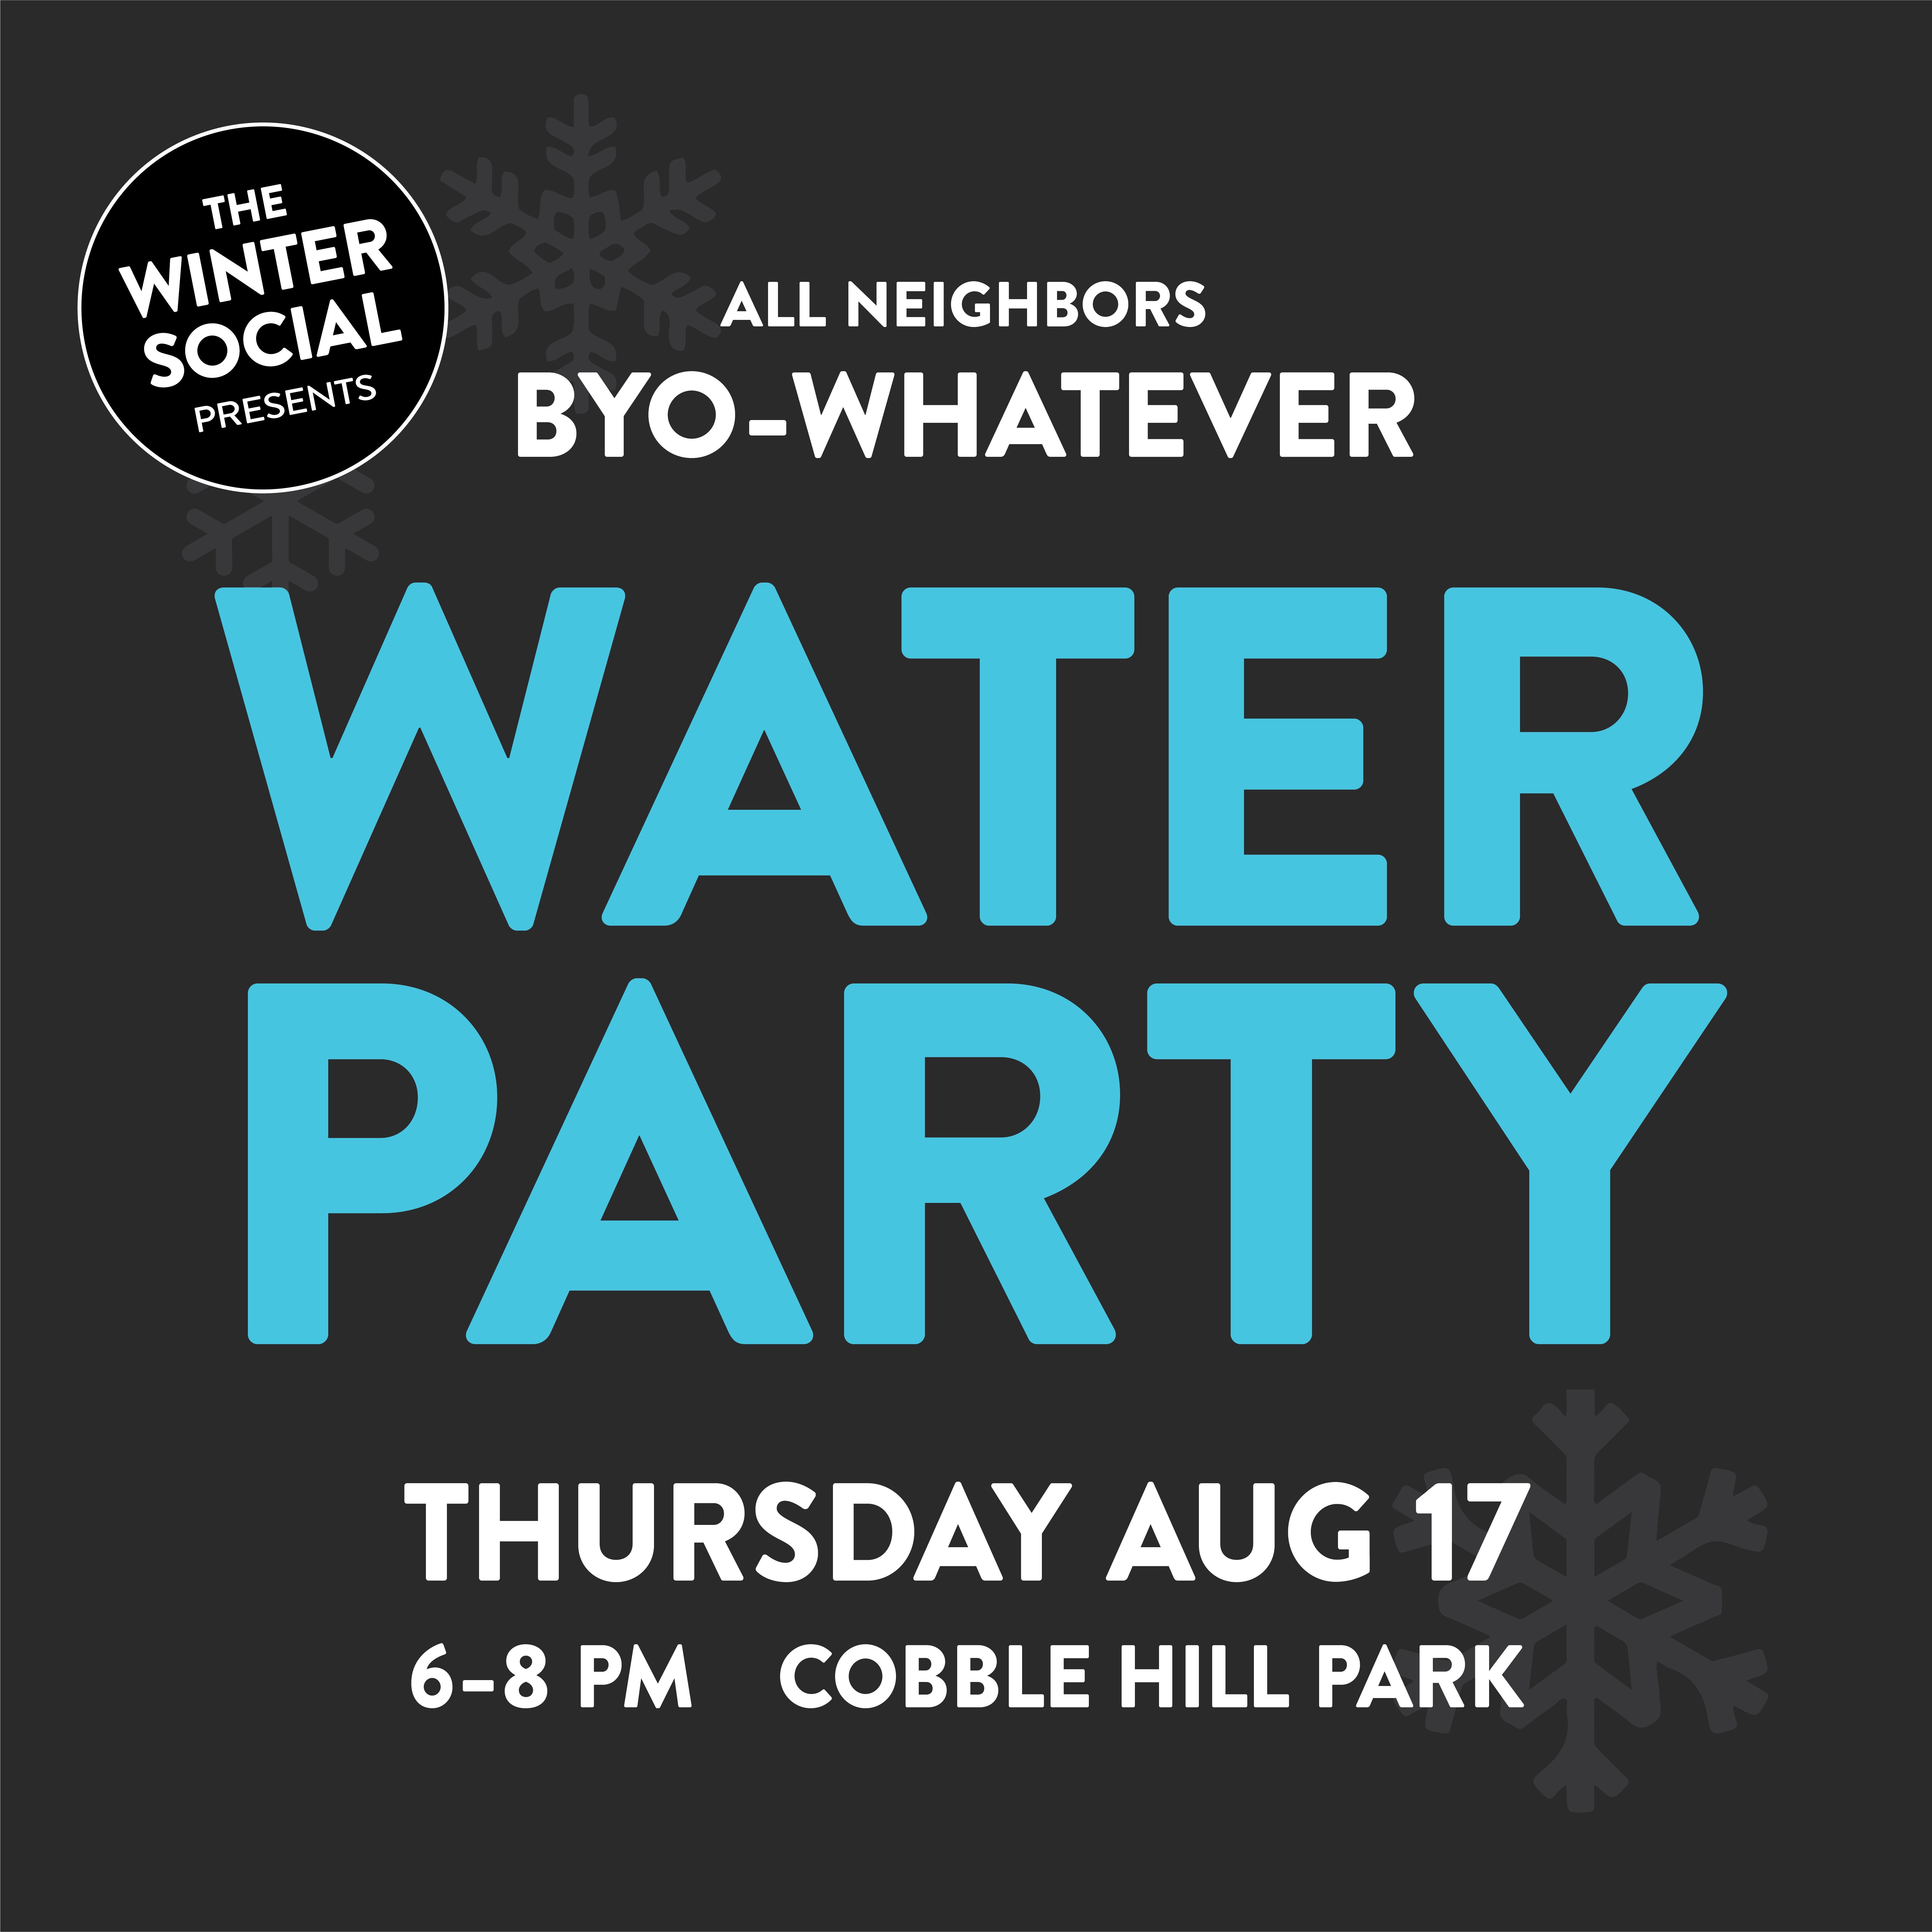 THE
WINTER
SOCIAL
PRESENTS
ALL NEIGHBORS
BYO-WHATEVER
WATER
PARTY
THURSDAY AUG 17
6-8 PM COBBLE HILL PARK